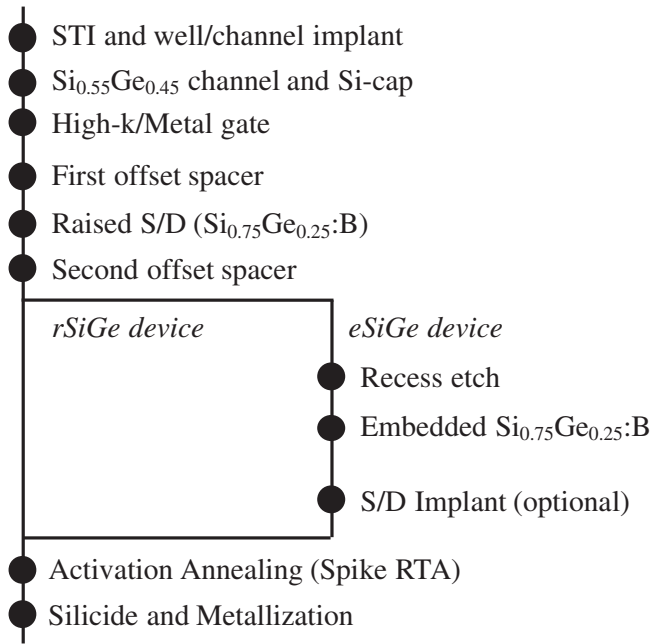 STI and well/channel implant
Si0.55Ge0.45 channel and Si-cap
High-k/Metal gate
First offset spacer
Raised S/D (Si0.75Ge0.25:B)
Second offset spacer
rSiGe device
eSiGe device
Recess etch
Embedded Si0.75Ge0.25:B
S/D Implant (optional)
Activation Annealing (Spike RTA)
Silicide and Metallization